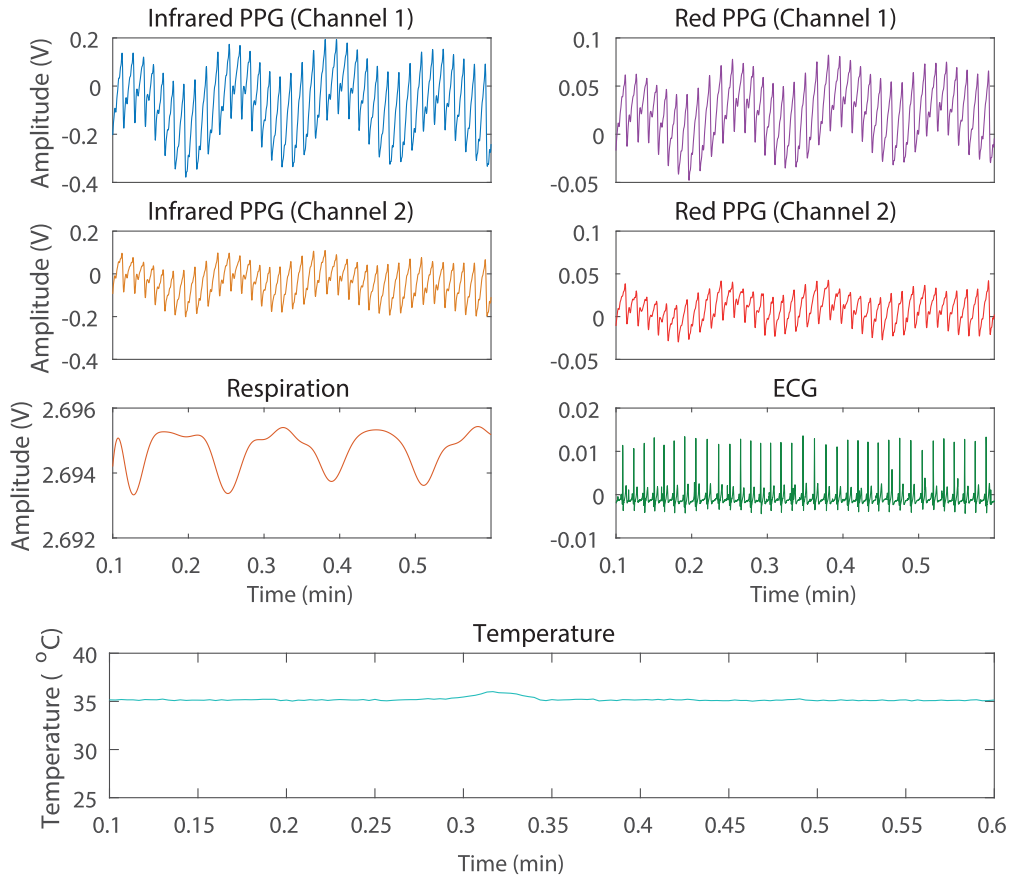 Infrared PPG (Channel 1)
Amplitude (V)
0.2
0
-0.2
-0.4
Red PPG (Channel 1)
0.1
0.05
0
-0.05
Infrared PPG (Channel 2)
Amplitude (V)
0.2
0
-0.2
-0.4
Red PPG (Channel 2)
0.1
0.05
0
-0.05
Respiration
Amplitude (V)
2.696
2.694
2.692
0.1 0.2 0.3 0.4 0.5
Time (min)
ECG
0.02
0.01
0
-0.01
0.1 0.2 0.3 0.4 0.5
Time (min)
Temperature
Temperature ( °C)
40
35
30
25
0.1 0.15 0.2 0.25 0.3 0.35 0.4 0.45 0.5 0.55 0.6
Time (min)